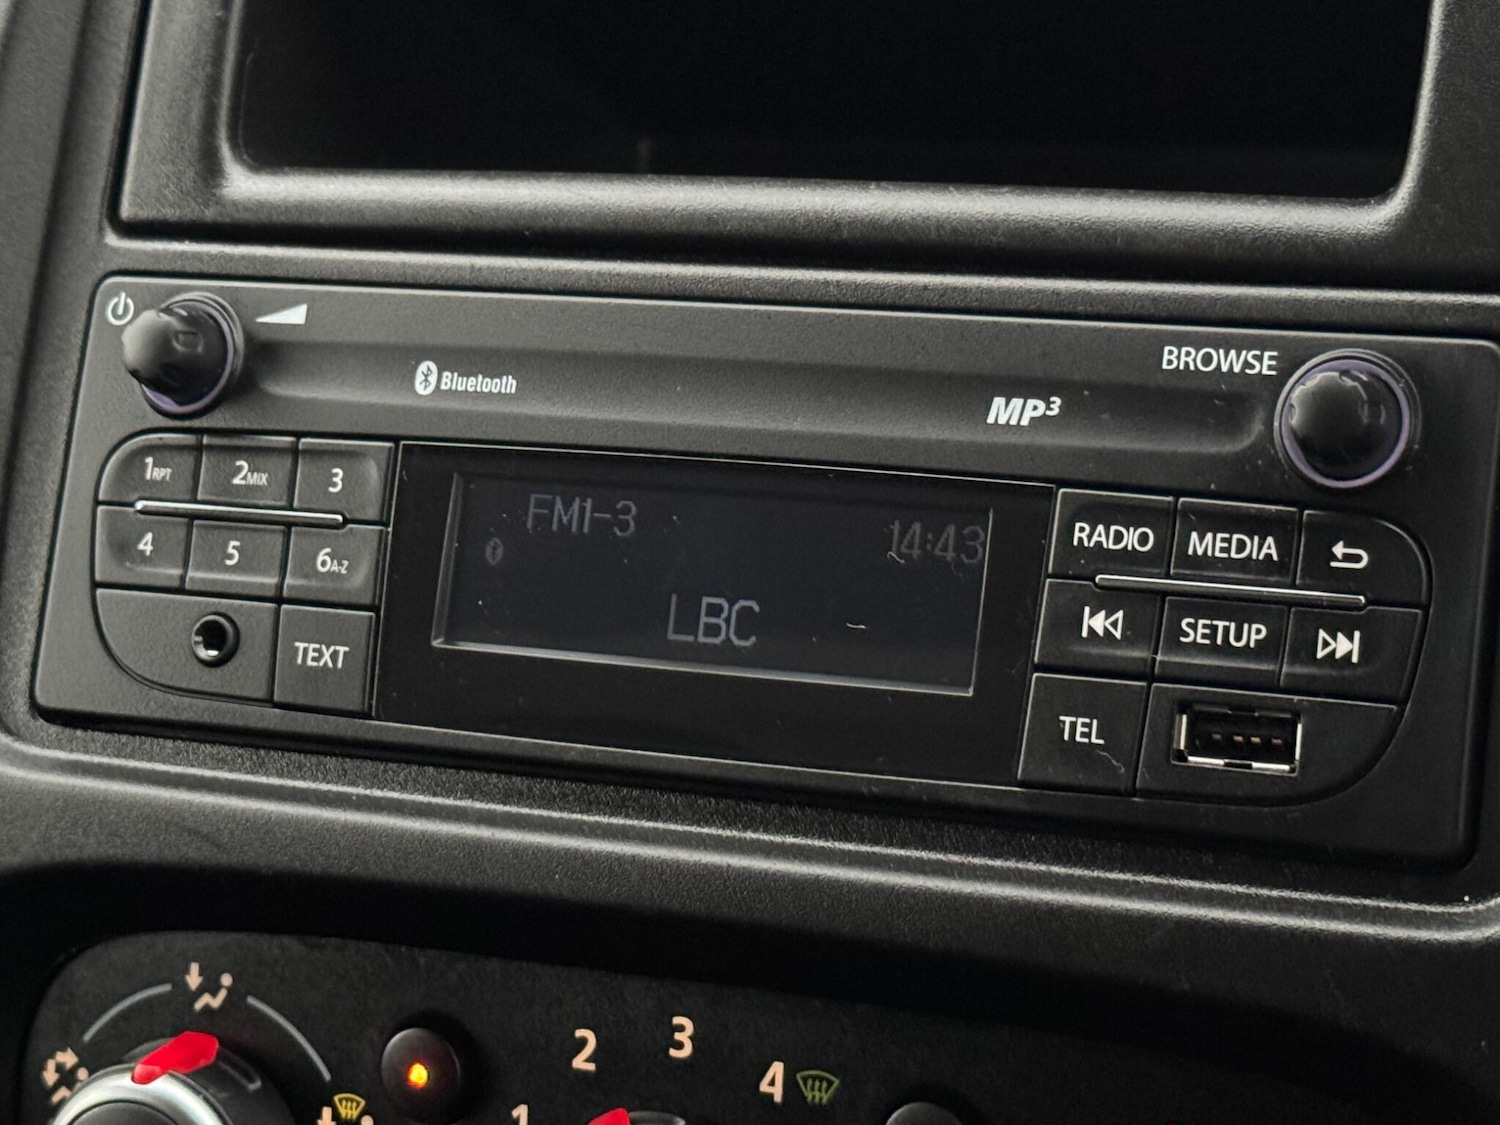 Bluetooth
MP3
BROWSE
1RPT 2MIX 3
4 5 6A-Z
TEXT
FM1-3 14:43
LBC
RADIO MEDIA
SETUP
TEL
1 2 3 4